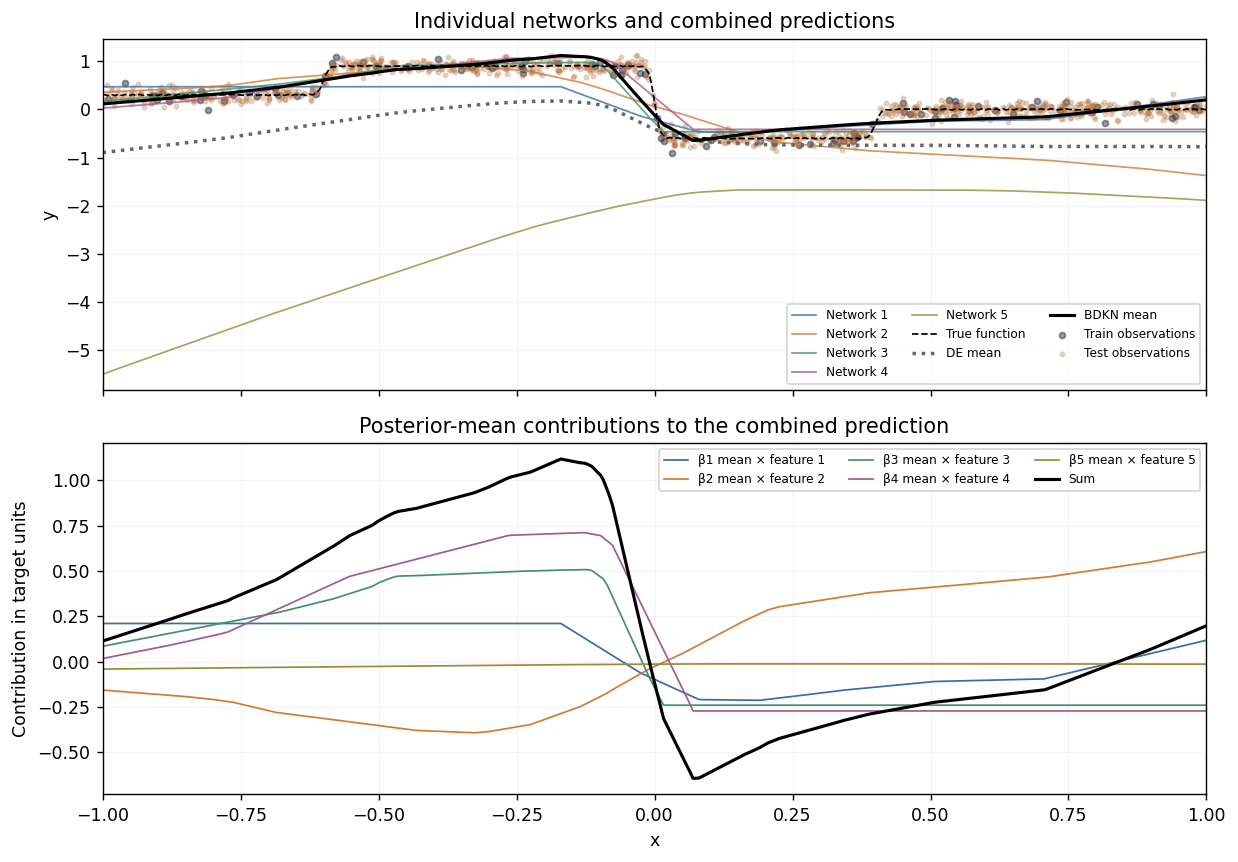 Individual networks and combined predictions
1
0
−1
−2
−3
−4
−5
y
Network 1
Network 2
Network 3
Network 4
Network 5
True function
DE mean
BDKN mean
Train observations
Test observations
Posterior-mean contributions to the combined prediction
1.00
0.75
0.50
0.25
0.00
−0.25
−0.50
Contribution in target units
β1 mean × feature 1
β2 mean × feature 2
β3 mean × feature 3
β4 mean × feature 4
β5 mean × feature 5
Sum
−1.00 −0.75 −0.50 −0.25 0.00 0.25 0.50 0.75 1.00
x